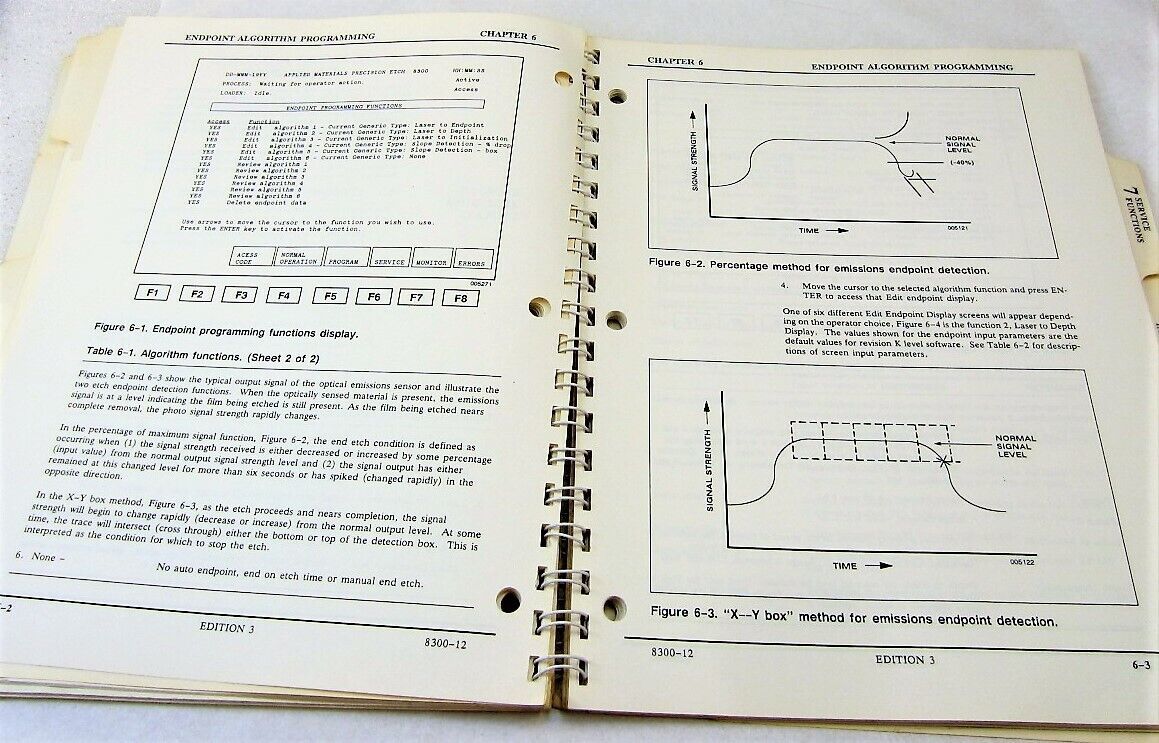 ENDPOINT ALGORITHM PROGRAMMING CHAPTER 6
DD-MMM-19YY APPLIED MATERIALS PRECISION ETCH 8300 HH:MM:SS
PROCESS: Waiting for operator action. Active
LOADER: Idle. Access
ENDPOINT PROGRAMMING FUNCTIONS
Access Function
YES Edit algorithm 1 - Current Generic Type: Laser to Endpoint
YES Edit algorithm 2 - Current Generic Type: Laser to Depth
YES Edit algorithm 3 - Current Generic Type: Laser to Initialization
YES Edit algorithm 4 - Current Generic Type: Slope Detection - % drop
YES Edit algorithm 5 - Current Generic Type: Slope Detection - box
YES Edit algorithm 6 - Current Generic Type: None
YES Review algorithm 1
YES Review algorithm 2
YES Review algorithm 3
YES Review algorithm 4
YES Review algorithm 5
YES Review algorithm 6
YES Delete endpoint data
Use arrows to move the cursor to the function you wish to use.
Press the ENTER key to activate the function.
ACESS CODE
NORMAL OPERATION
PROGRAM
SERVICE
MONITOR
ERRORS
005271
F1 F2 F3 F4 F5 F6 F7 F8
Figure 6-1. Endpoint programming functions display.
Table 6-1. Algorithm functions. (Sheet 2 of 2)
Figures 6-2 and 6-3 show the typical output signal of the optical emissions sensor and illustrate the
two etch endpoint detection functions. When the optically sensed material is present, the emissions
signal is at a level indicating the film being etched is still present. As the film being etched nears
complete removal, the photo signal strength rapidly changes.
In the percentage of maximum signal function, Figure 6-2, the end etch condition is defined as
occurring when (1) the signal strength received is either decreased or increased by some percentage
(input value) from the normal output signal strength level and (2) the signal output has either
remained at this changed level for more than six seconds or has spiked (changed rapidly) in the
opposite direction.
In the X-Y box method, Figure 6-3, as the etch proceeds and nears completion, the signal
strength will begin to change rapidly (decrease or increase) from the normal output level. At some
time, the trace will intersect (cross through) either the bottom or top of the detection box. This is
interpreted as the condition for which to stop the etch.
6. None -
No auto endpoint, end on etch time or manual end etch.
-2
EDITION 3
8300-12
CHAPTER 6 ENDPOINT ALGORITHM PROGRAMMING
SIGNAL STRENGTH
NORMAL
SIGNAL
LEVEL
(-40%)
TIME
005121
Figure 6-2. Percentage method for emissions endpoint detection.
4. Move the cursor to the selected algorithm function and press EN-
TER to access that Edit endpoint display.
One of six different Edit Endpoint Display screens will appear depend-
ing on the operator choice, Figure 6-4 is the function 2, Laser to Depth
Display. The values shown for the endpoint input parameters are the
default values for revision K level software. See Table 6-2 for descrip-
tions of screen input parameters.
SIGNAL STRENGTH
NORMAL
SIGNAL
LEVEL
TIME
005122
Figure 6-3. "X--Y box" method for emissions endpoint detection.
8300-12
EDITION 3
6-3
7 SERVICE
FUNCTIONS